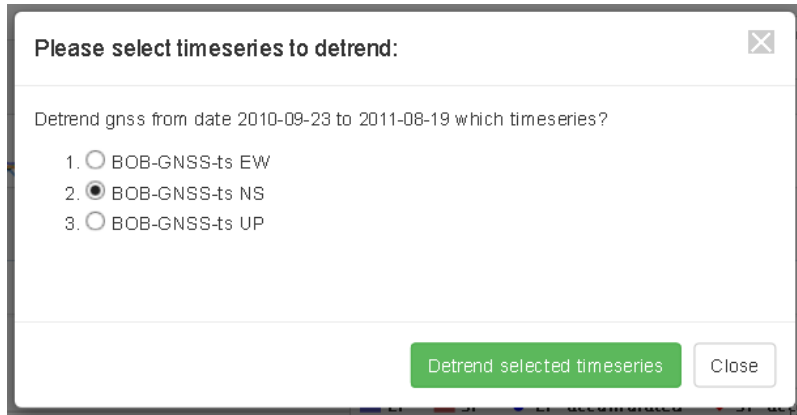 Please select timeseries to detrend:
Detrend gnss from date 2010-09-23 to 2011-08-19 which timeseries?
1. BOB-GNSS-ts EW
2. BOB-GNSS-ts NS
3. BOB-GNSS-ts UP
Detrend selected timeseries
Close